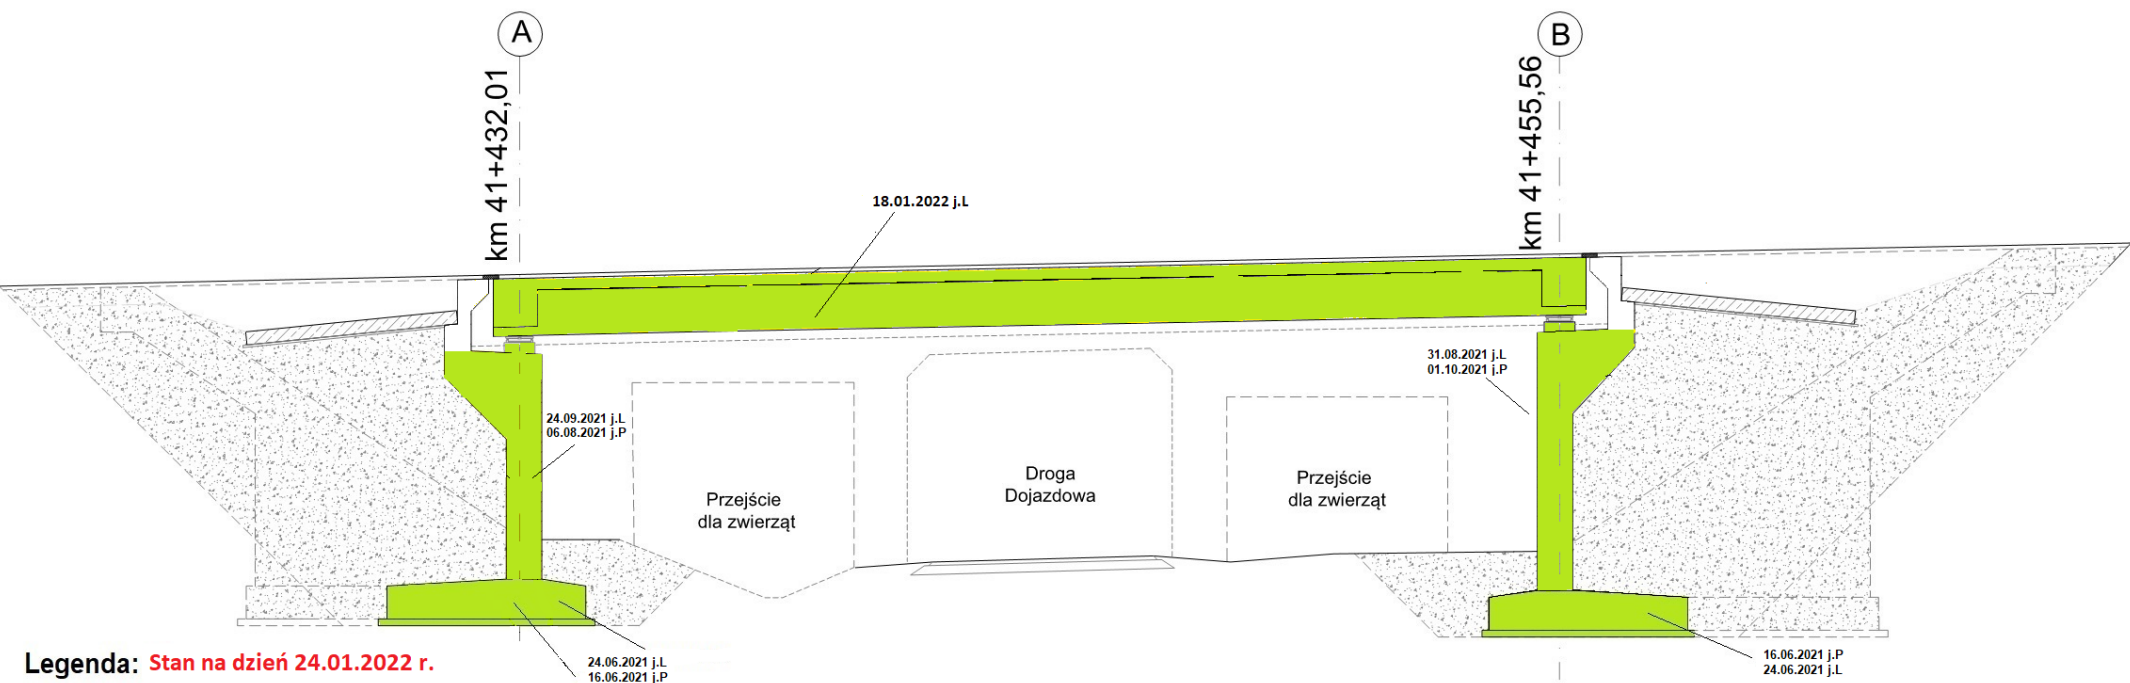 A
B
km 41+432,01
km 41+455,56
18.01.2022 j.L
31.08.2021 j.L
01.10.2021 j.P
24.09.2021 j.L
06.08.2021 j.P
Przejście
dla zwierząt
Droga
Dojazdowa
Przejście
dla zwierząt
24.06.2021 j.L
16.06.2021 j.P
16.06.2021 j.P
24.06.2021 j.L
Legenda: Stan na dzień 24.01.2022 r.